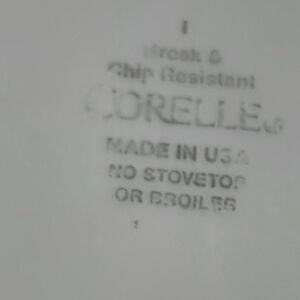 Break &
Chip Resistant
CORELLE®
MADE IN USA
NO STOVETOP
OR BROILER